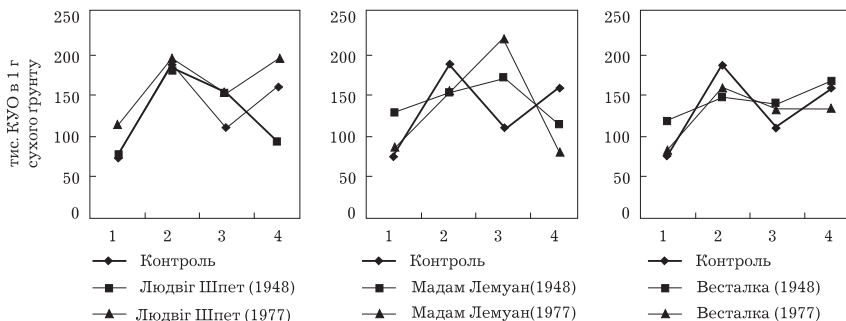 тис. КУО в 1 г
сухого ґрунту
250
200
150
100
50
0
1 2 3 4
Контроль
Людвіг Шпет (1948)
Людвіг Шпет (1977)
250
200
150
100
50
0
1 2 3 4
Контроль
Мадам Лемуан(1948)
Мадам Лемуан(1977)
250
200
150
100
50
0
1 2 3 4
Контроль
Весталка (1948)
Весталка (1977)